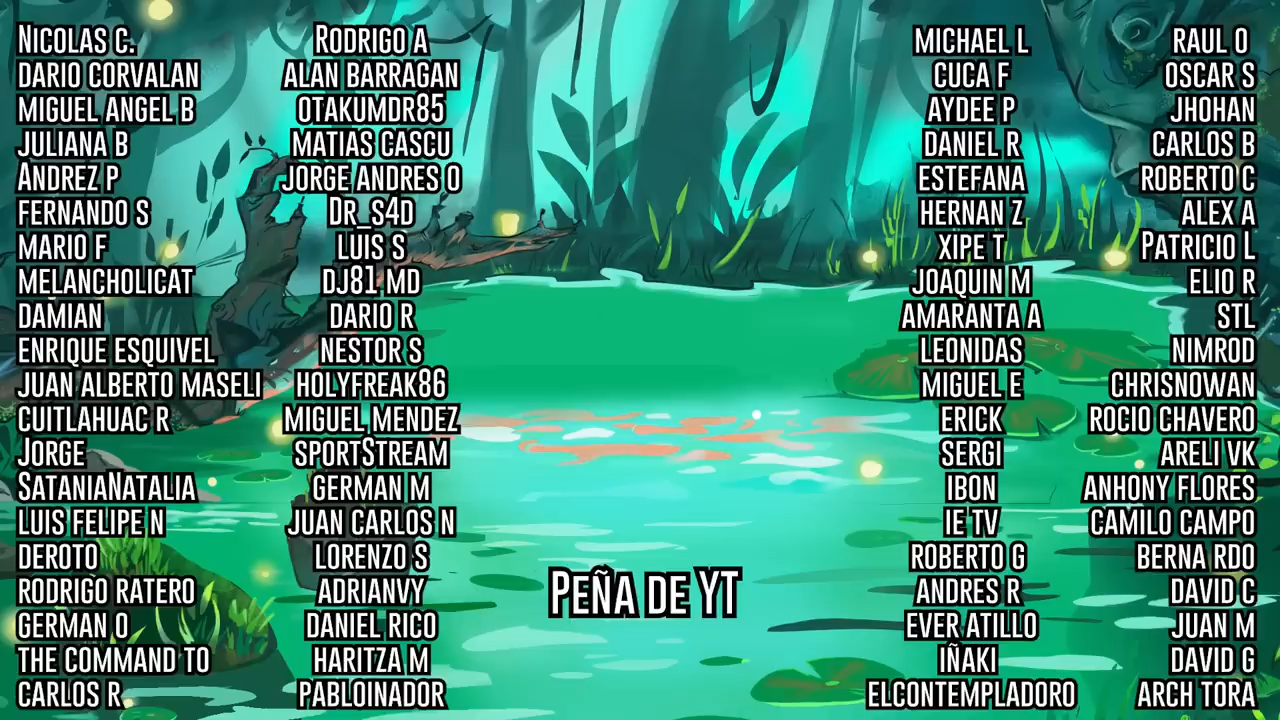 Nicolas C.
DARIO CORVALAN
MIGUEL ANGEL B
JULIANA B
Andrez P
FERNANDO S
MARIO F
MELANCHOLICAT
DAMIAN
ENRIQUE ESQUIVEL
JUAN ALBERTO MASELI
CUITLAHUAC R
Jorge
SataniaNatalia
LUIS FELIPE N
DEROTO
RODRIGO RATERO
GERMAN O
THE COMMAND TO
CARLOS R
Rodrigo A
ALAN BARRAGAN
OTAKUMDR85
MATIAS CASCU
JORGE ANDRES O
Dr_s4d
LUIS S
DJ81 MD
DARIO R
NESTOR S
HOLYFREAK86
MIGUEL MENDEZ
SportStream
GERMAN M
JUAN CARLOS N
LORENZO S
ADRIANVY
DANIEL RICO
HARITZA M
PABLOINADOR
Peña de YT
MICHAEL L
CUCA F
AYDEE P
DANIEL R
ESTEFANA
HERNAN Z
XIPE T
JOAQUIN M
AMARANTA A
LEONIDAS
MIGUEL E
ERICK
SERGI
IBON
IE TV
ROBERTO G
ANDRES R
EVER ATILLO
IÑAKI
ELCONTEMPLADORO
RAUL O
OSCAR S
JHOHAN
CARLOS B
ROBERTO C
ALEX A
Patricio L
ELIO R
STL
NIMROD
CHRISNOWAN
ROCIO CHAVERO
ARELI VK
ANHONY FLORES
CAMILO CAMPO
BERNA RDO
DAVID C
JUAN M
DAVID G
ARCH TORA